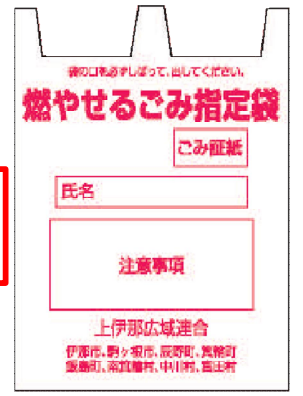 袋の口を必ずしばって、出してください。
燃やせるごみ指定袋
ごみ証紙
氏名
注意事項
上伊那広域連合
伊那市、駒ヶ根市、辰野町、箕輪町
飯島町、南箕輪村、中川村、宮田村